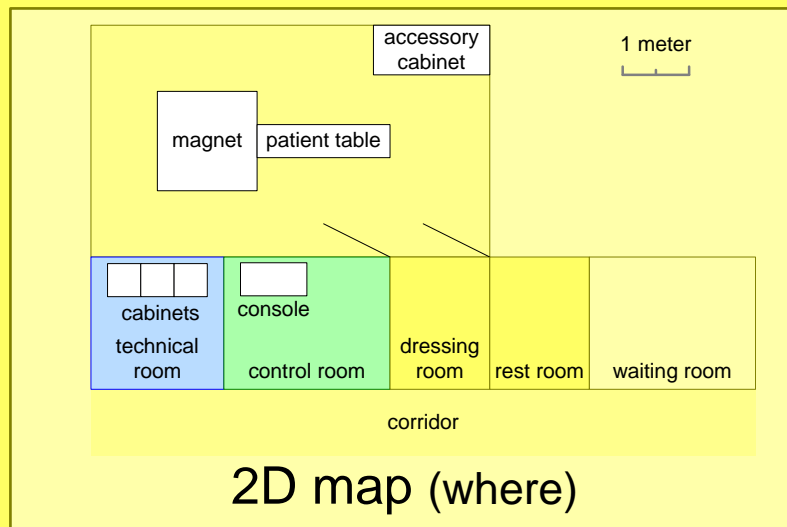 accessory
cabinet
1 meter
magnet
patient table
cabinets
console
technical
room
control room
dressing
room
rest room
waiting room
corridor
2D map (where)